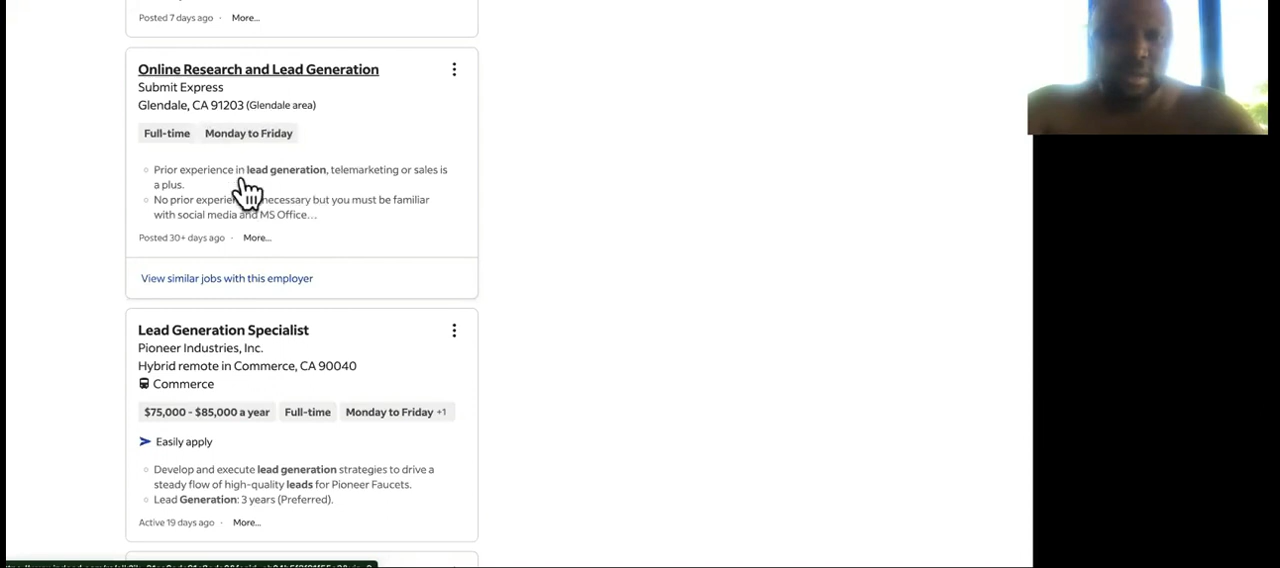 Posted 7 days ago · More...
Online Research and Lead Generation
Submit Express
Glendale, CA 91203 (Glendale area)
Full-time Monday to Friday
Prior experience in lead generation, telemarketing or sales is
a plus.
No prior necessary but you must be familiar
with social media and MS Office...
Posted 30+ days ago · More...
View similar jobs with this employer
Lead Generation Specialist
Pioneer Industries, Inc.
Hybrid remote in Commerce, CA 90040
Commerce
$75,000 - $85,000 a year Full-time Monday to Friday +1
Easily apply
Develop and execute lead generation strategies to drive a
steady flow of high-quality leads for Pioneer Faucets.
Lead Generation: 3 years (Preferred).
Active 19 days ago · More...